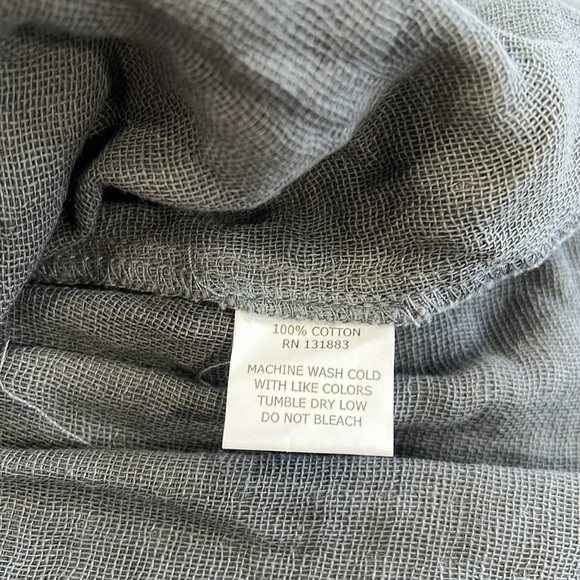 100% COTTON
RN 131883
MACHINE WASH COLD
WITH LIKE COLORS
TUMBLE DRY LOW
DO NOT BLEACH